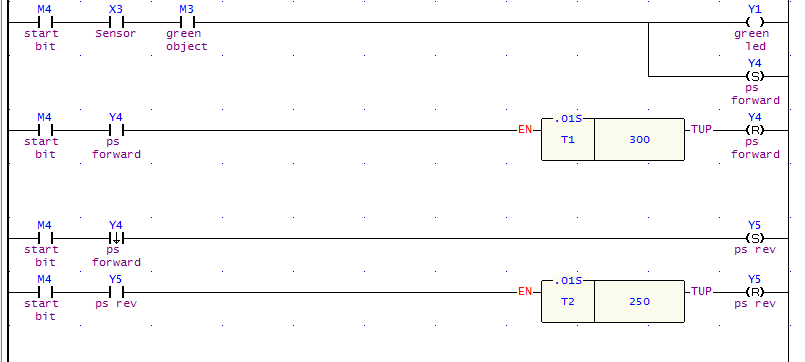 M4 X3 M3 Y1
start bit Sensor green object green led
Y4
S
ps forward
M4 Y4 EN .01S T1 300 TUP Y4
R
start bit ps forward ps forward
M4 Y4 Y5
S
start bit ps forward ps rev
M4 Y5 EN .01S T2 250 TUP Y5
R
start bit ps rev ps rev